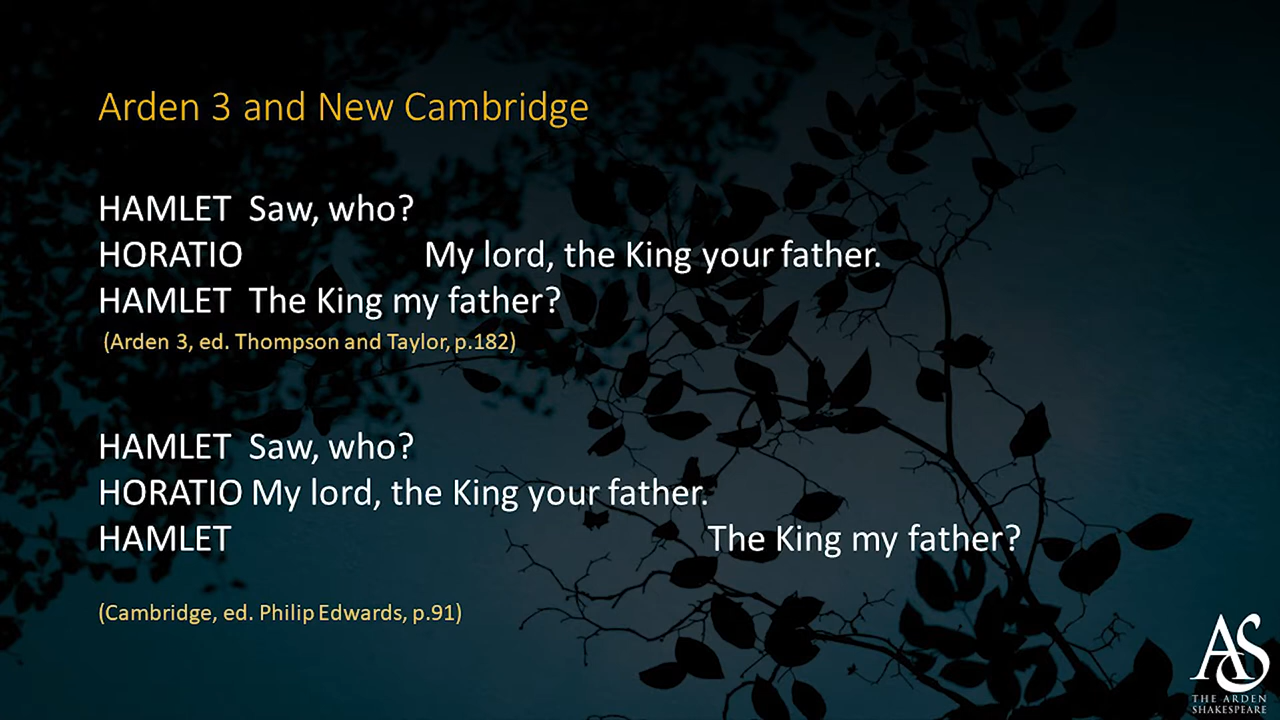 Arden 3 and New Cambridge
HAMLET Saw, who?
HORATIO My lord, the King your father.
HAMLET The King my father?
(Arden 3, ed. Thompson and Taylor, p.182)
HAMLET Saw, who?
HORATIO My lord, the King your father.
HAMLET The King my father?
(Cambridge, ed. Philip Edwards, p.91)
AS
THE ARDEN
SHAKESPEARE